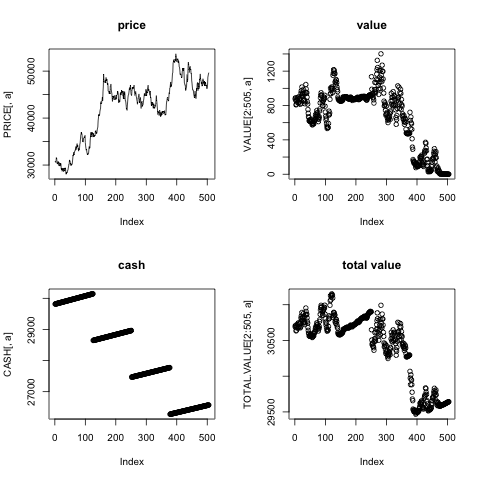 price
PRICE[, a]
30000 40000 50000
0 100 200 300 400 500
Index
value
VALUE[2:505, a]
0 400 800 1200
0 100 200 300 400 500
Index
cash
CASH[, a]
27000 29000
0 100 200 300 400 500
Index
total value
TOTAL.VALUE[2:505, a]
29500 30500
0 100 200 300 400 500
Index